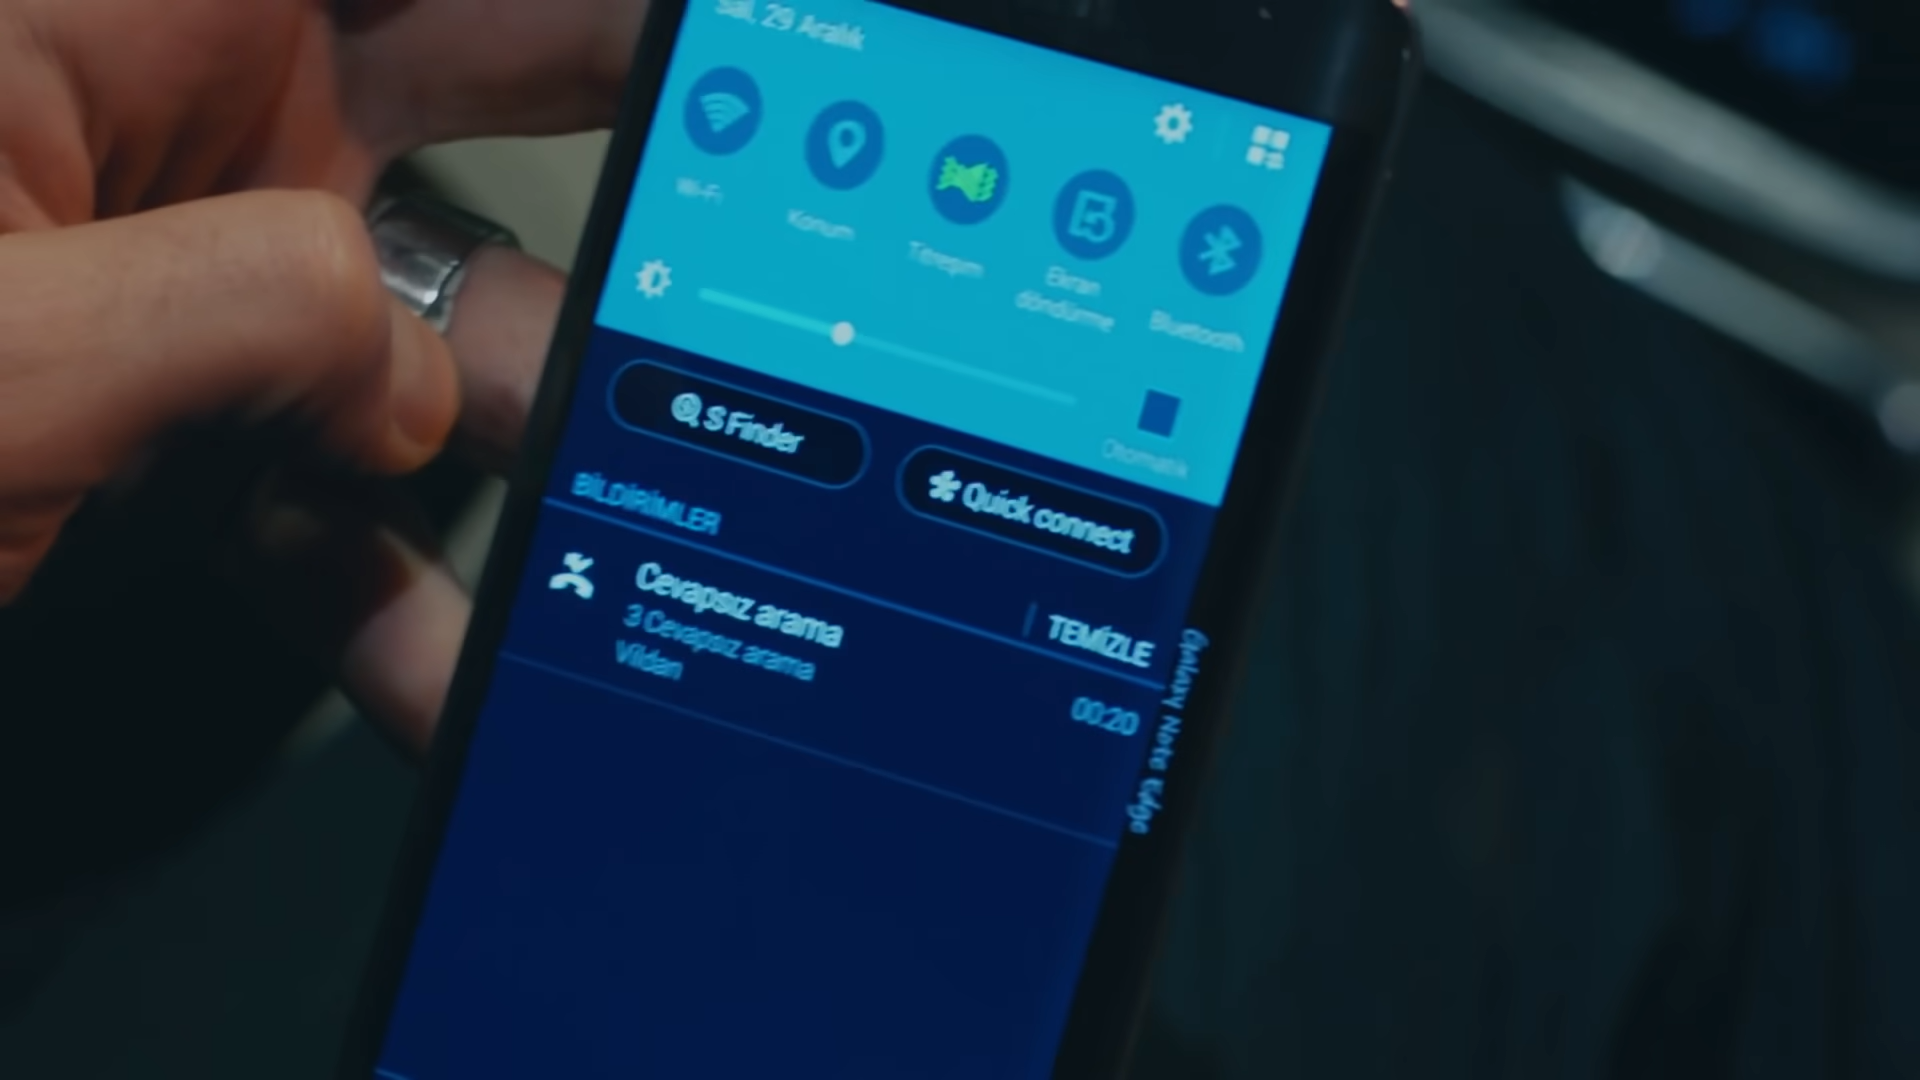 Sal, 29 Aralık
Wi-Fi
Konum
Titreşim
Ekran
döndürme
Bluetooth
Otomatik
S Finder
Quick connect
BİLDİRİMLER
TEMİZLE
Cevapsız arama
3 Cevapsız arama
Vildan
00:20
Galaxy Note Edge